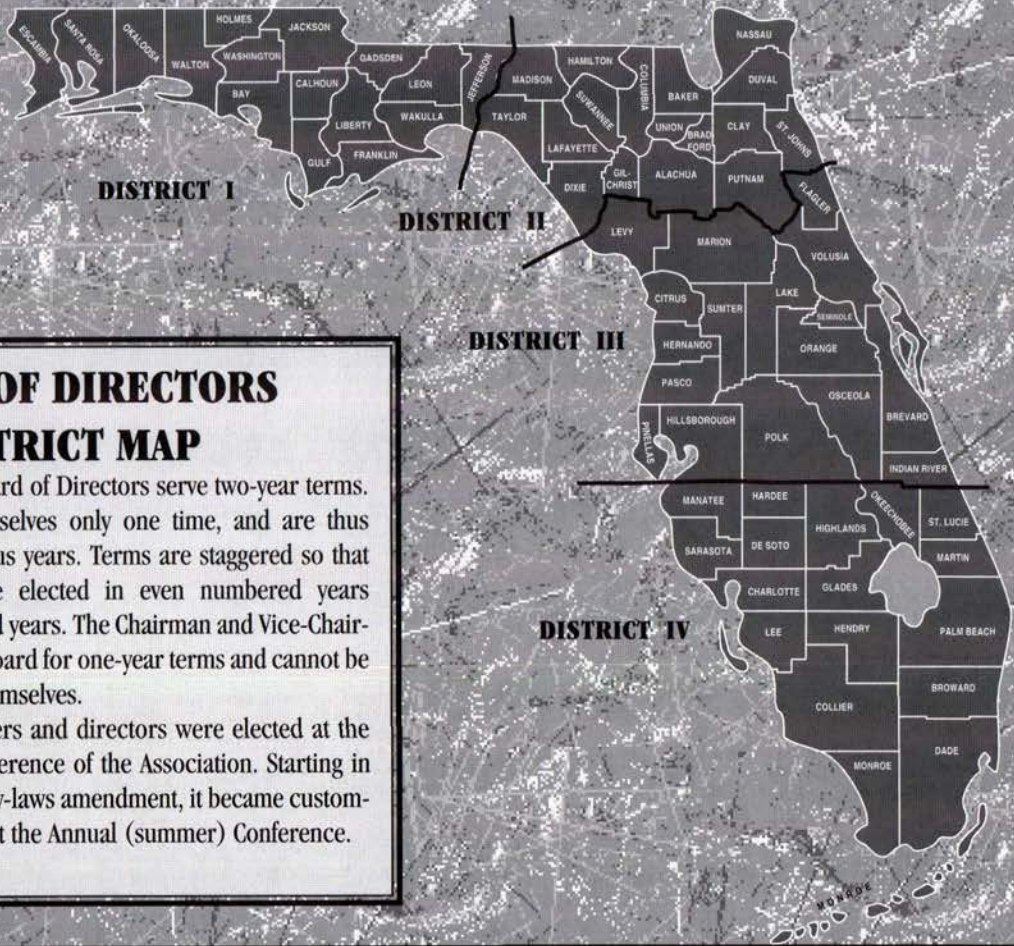 ESCAMBIA
SANTA ROSA
OKALOOSA
WALTON
HOLMES
JACKSON
WASHINGTON
BAY
CALHOUN
GADSDEN
LEON
JEFFERSON
LIBERTY
WAKULLA
GULF
FRANKLIN
MADISON
TAYLOR
HAMILTON
SUWANNEE
COLUMBIA
LAFAYETTE
DIXIE
GIL-
CHRIST
BAKER
UNION
BRAD
FORD
ALACHUA
NASSAU
DUVAL
CLAY
ST. JOHNS
PUTNAM
FLAGLER
DISTRICT I
DISTRICT II
LEVY
MARION
VOLUSIA
CITRUS
SUMTER
LAKE
SEMINOLE
HERNANDO
ORANGE
DISTRICT III
PASCO
OSCEOLA
HILLSBOROUGH
PINELLAS
POLK
BREVARD
INDIAN RIVER
MANATEE
HARDEE
HIGHLANDS
OKEECHOBEE
ST. LUCIE
SARASOTA
DE SOTO
MARTIN
CHARLOTTE
GLADES
DISTRICT IV
LEE
HENDRY
PALM BEACH
COLLIER
BROWARD
MONROE
DADE
MONROE
OF DIRECTORS
TRICT MAP
ard of Directors serve two-year terms.
selves only one time, and are thus
us years. Terms are staggered so that
e elected in even numbered years
d years. The Chairman and Vice-Chair-
oard for one-year terms and cannot be
mselves.
ers and directors were elected at the
erence of the Association. Starting in
y-laws amendment, it became custom-
t the Annual (summer) Conference.